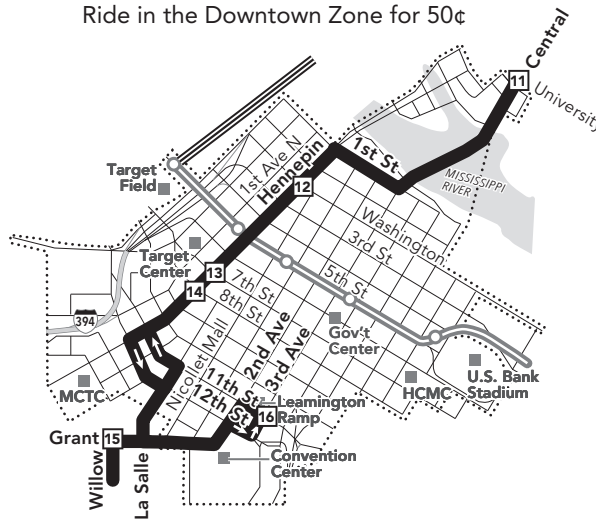 Ride in the Downtown Zone for 50¢
Central
11
University
1st St
1st Ave N
Hennepin
MISSISSIPPI
RIVER
Target
Field
12
Washington
3rd St
Target
Center
13
14
5th St
7th St
8th St
394
Nicollet Mall
2nd Ave
3rd Ave
Gov't
Center
MCTC
11th St
12th St
HCMC
U.S. Bank
Stadium
16
Leamington
Ramp
Grant
15
Convention
Center
Willow
La Salle